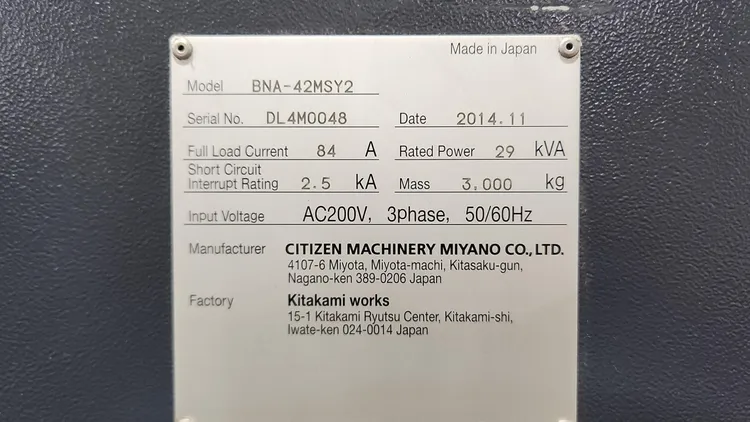 Made in Japan
Model BNA-42MSY2
Serial No. DL4M0048 Date 2014.11
Full Load Current 84 A Rated Power 29 kVA
Short Circuit
Interrupt Rating 2.5 kA Mass 3,000 kg
Input Voltage AC200V, 3phase, 50/60Hz
Manufacturer CITIZEN MACHINERY MIYANO CO., LTD.
4107-6 Miyota, Miyota-machi, Kitasaku-gun,
Nagano-ken 389-0206 Japan
Factory Kitakami works
15-1 Kitakami Ryutsu Center, Kitakami-shi,
Iwate-ken 024-0014 Japan